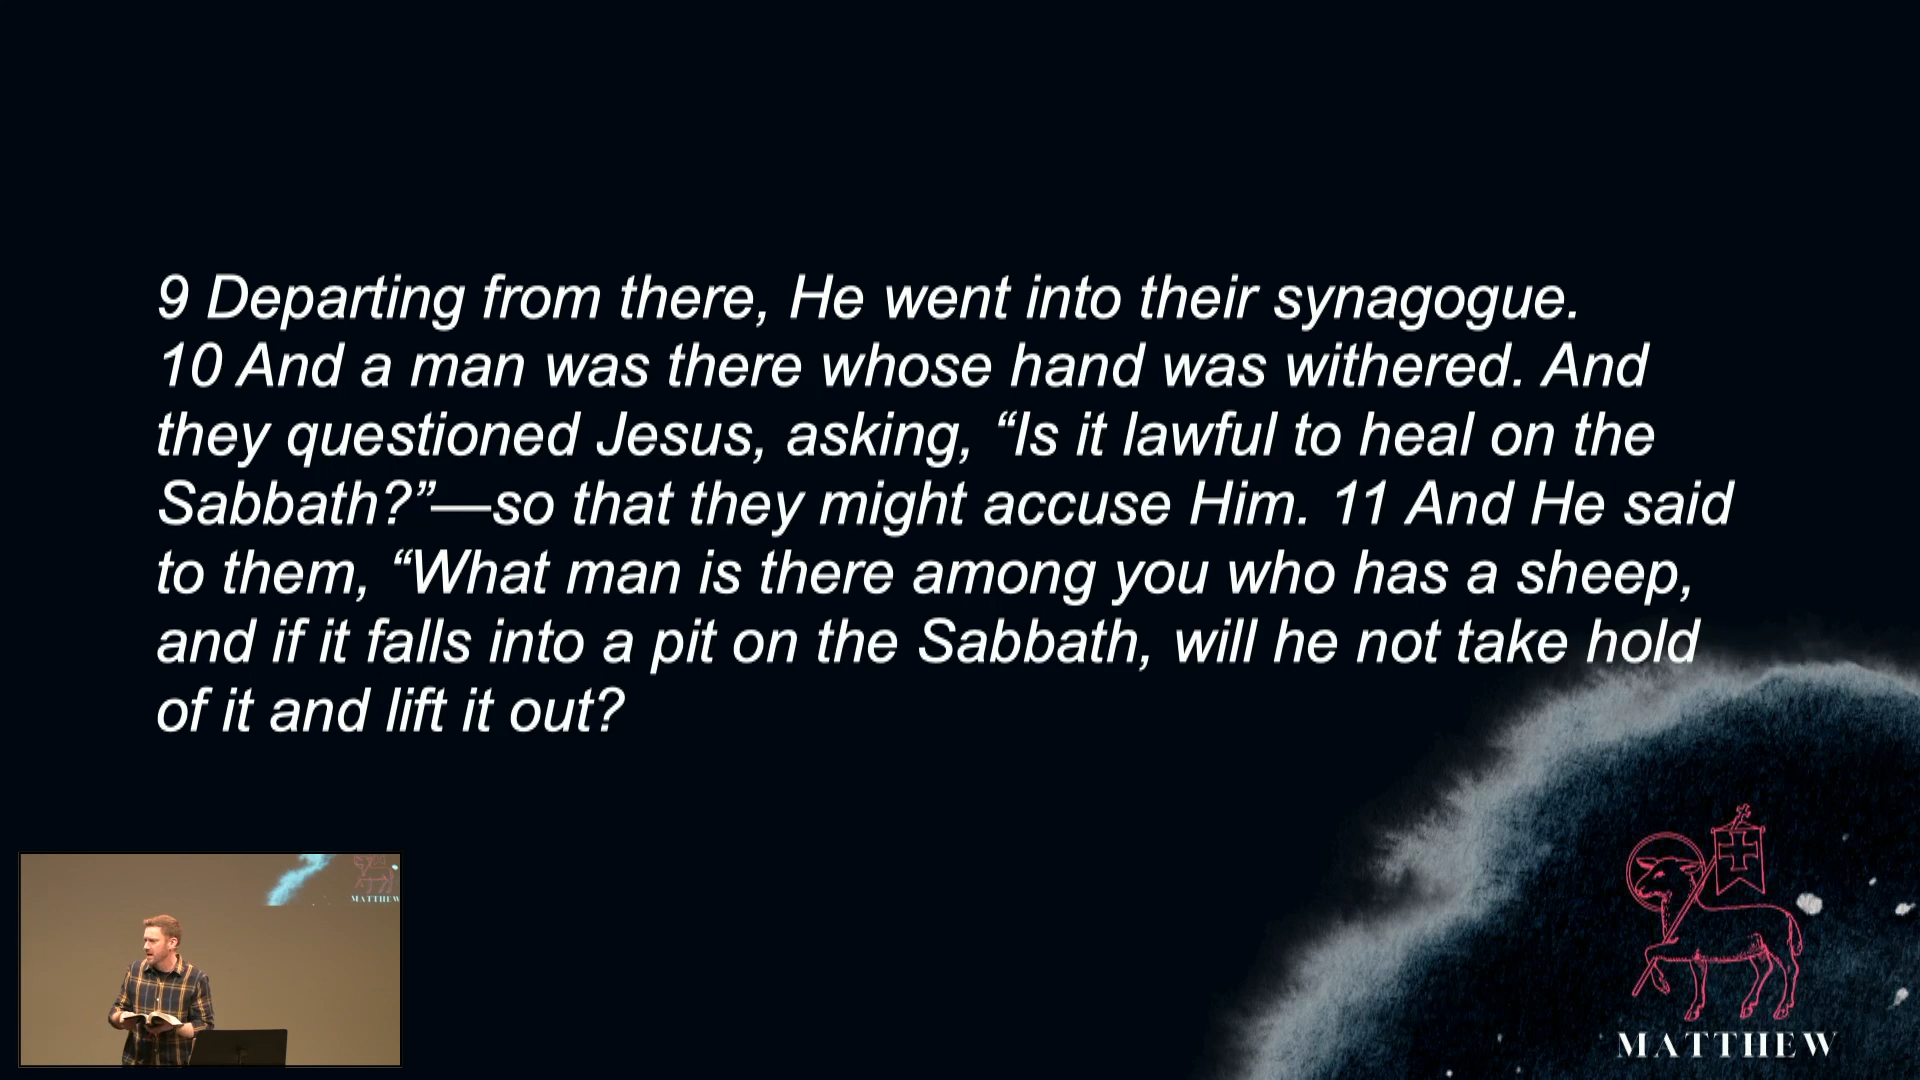 9 Departing from there, He went into their synagogue.
10 And a man was there whose hand was withered. And
they questioned Jesus, asking, “Is it lawful to heal on the
Sabbath?”—so that they might accuse Him. 11 And He said
to them, “What man is there among you who has a sheep,
and if it falls into a pit on the Sabbath, will he not take hold
of it and lift it out?
MATTHEW
MATTHEW